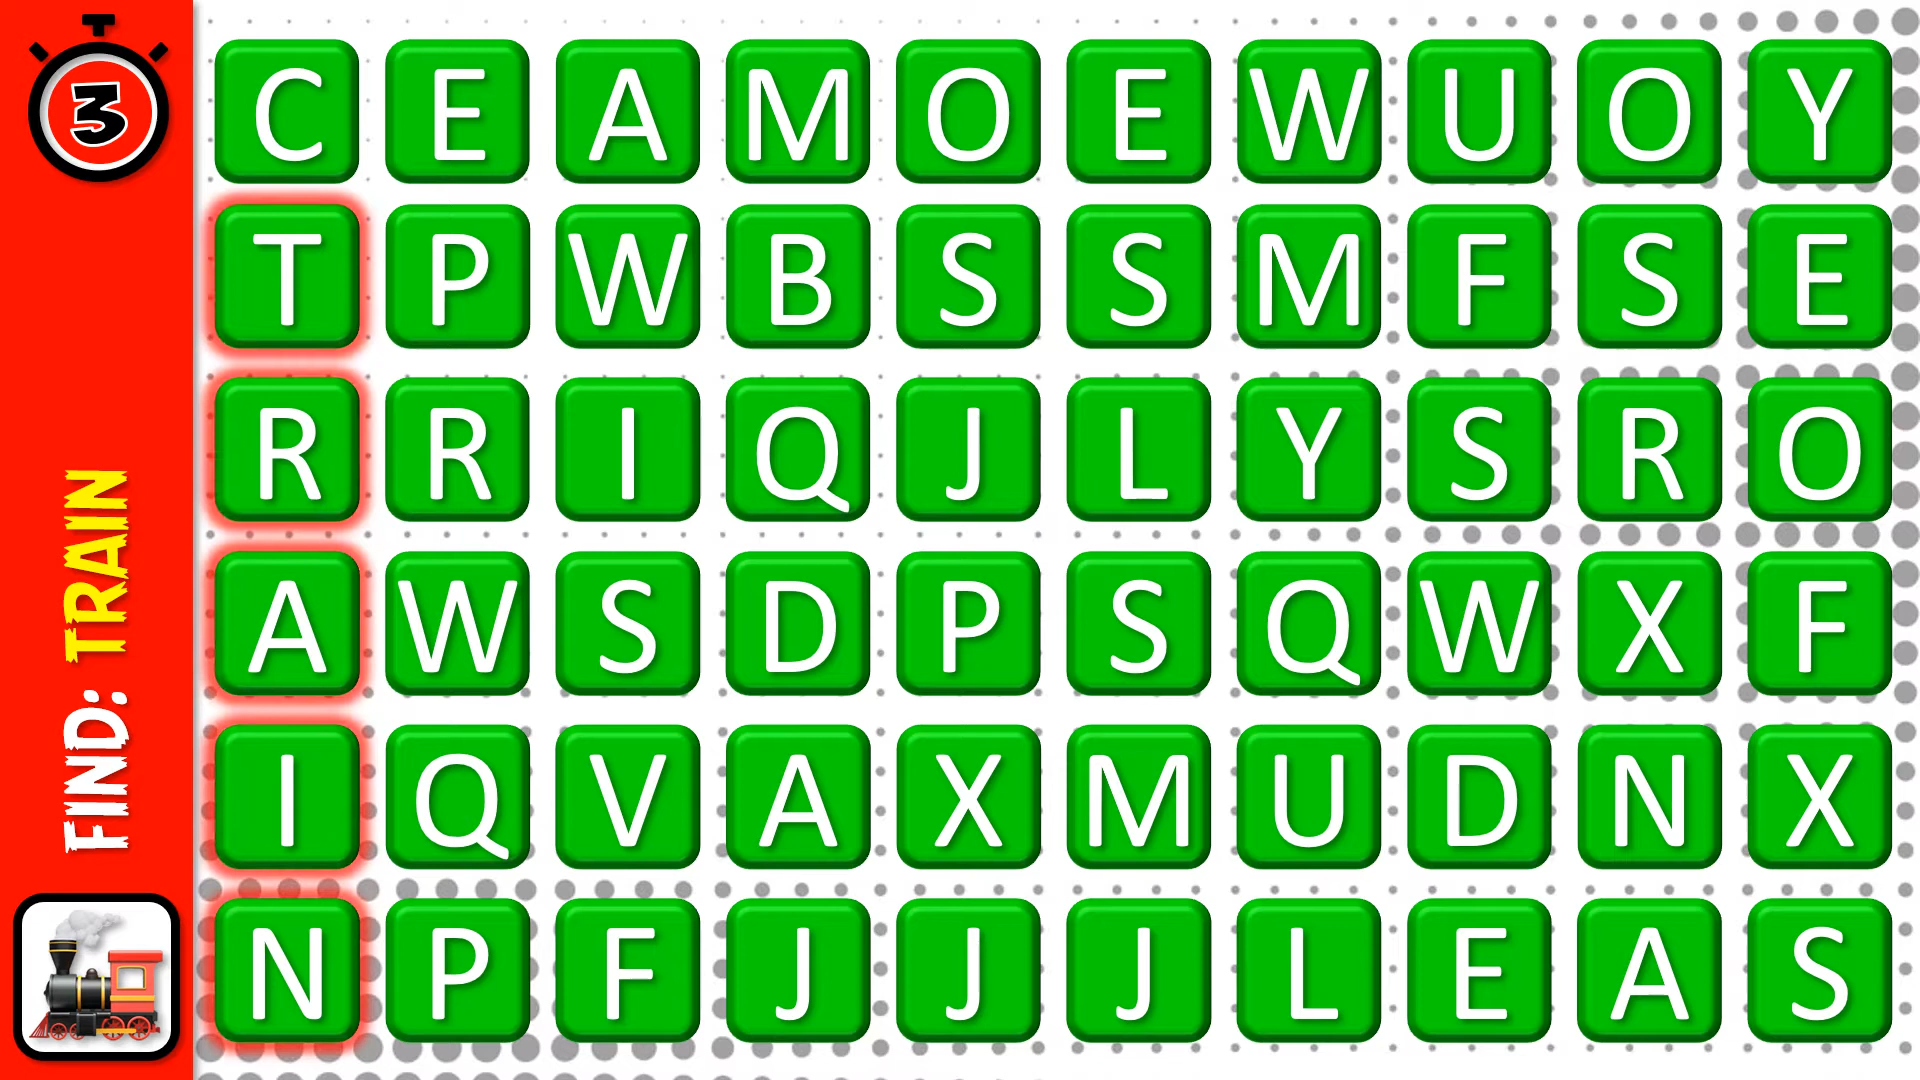 3
FIND: TRAIN
C E A M O E W U O Y
T P W B S S M F S E
R R I Q J L Y S R O
A W S D P S Q W X F
I Q V A X M U D N X
N P F J J J L E A S